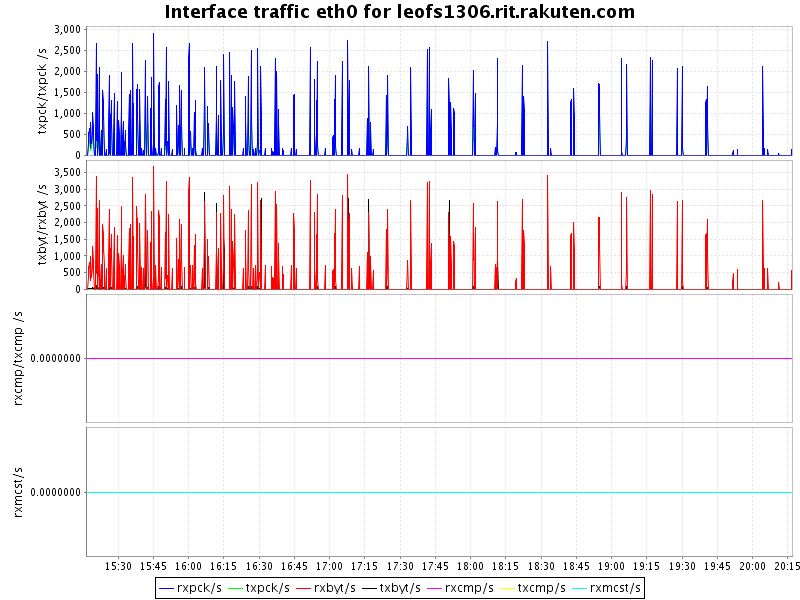 Interface traffic eth0 for leofs1306.rit.rakuten.com
txpck/txpck /s
3,000
2,500
2,000
1,500
1,000
500
0
txbyt/rxbyt /s
3,500
3,000
2,500
2,000
1,500
1,000
500
0
rxcmp/txcmp /s
0.0000000
rxmcst/s
0.0000000
15:30 15:45 16:00 16:15 16:30 16:45 17:00 17:15 17:30 17:45 18:00 18:15 18:30 18:45 19:00 19:15 19:30 19:45 20:00 20:15
rxpck/s txpck/s rxbyt/s txbyt/s rxcmp/s txcmp/s rxmcst/s